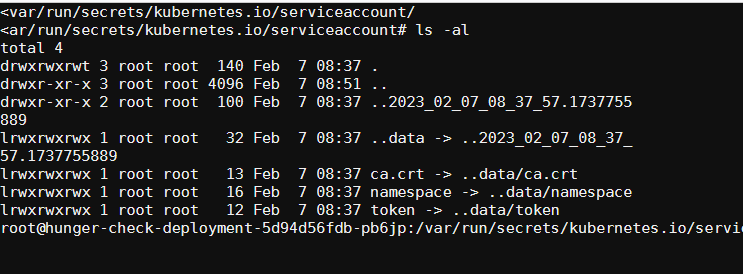 <var/run/secrets/kubernetes.io/serviceaccount/
<ar/run/secrets/kubernetes.io/serviceaccount# ls -al
total 4
drwxrwxrwt 3 root root  140 Feb  7 08:37 .
drwxr-xr-x 3 root root 4096 Feb  7 08:51 ..
drwxr-xr-x 2 root root  100 Feb  7 08:37 ..2023_02_07_08_37_57.1737755
889
lrwxrwxrwx 1 root root   32 Feb  7 08:37 ..data -> ..2023_02_07_08_37_
57.1737755889
lrwxrwxrwx 1 root root   13 Feb  7 08:37 ca.crt -> ..data/ca.crt
lrwxrwxrwx 1 root root   16 Feb  7 08:37 namespace -> ..data/namespace
lrwxrwxrwx 1 root root   12 Feb  7 08:37 token -> ..data/token
root@hunger-check-deployment-5d94d56fdb-pb6jp:/var/run/secrets/kubernetes.io/servic